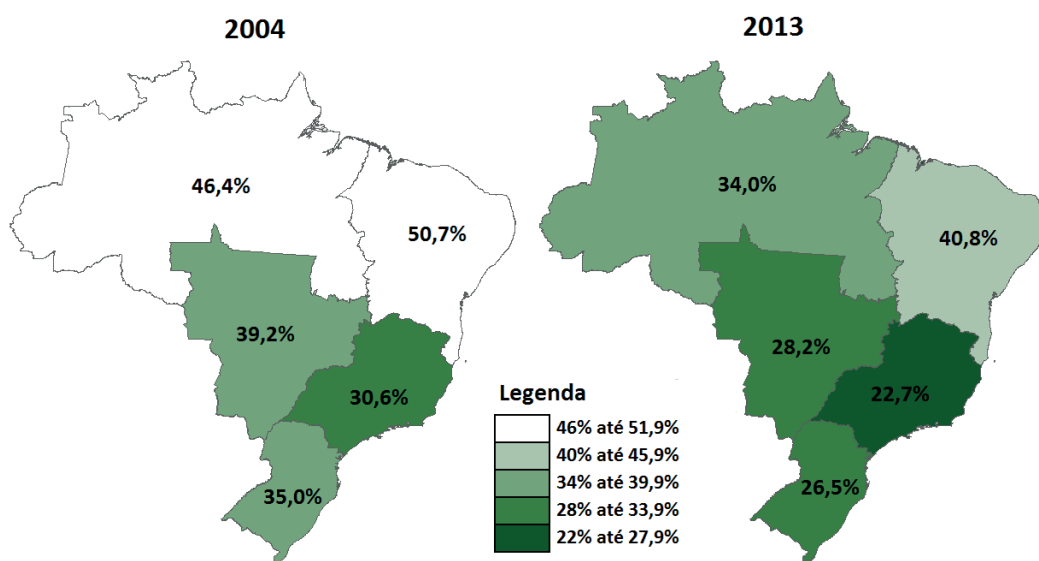 2004
46,4%
50,7%
39,2%
30,6%
35,0%
2013
34,0%
40,8%
28,2%
22,7%
26,5%
Legenda
46% até 51,9%
40% até 45,9%
34% até 39,9%
28% até 33,9%
22% até 27,9%